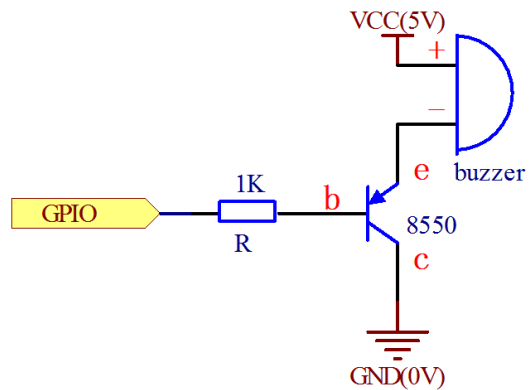 VCC(5V)
+
−
e
buzzer
1K
b
GPIO
8550
R
c
GND(0V)